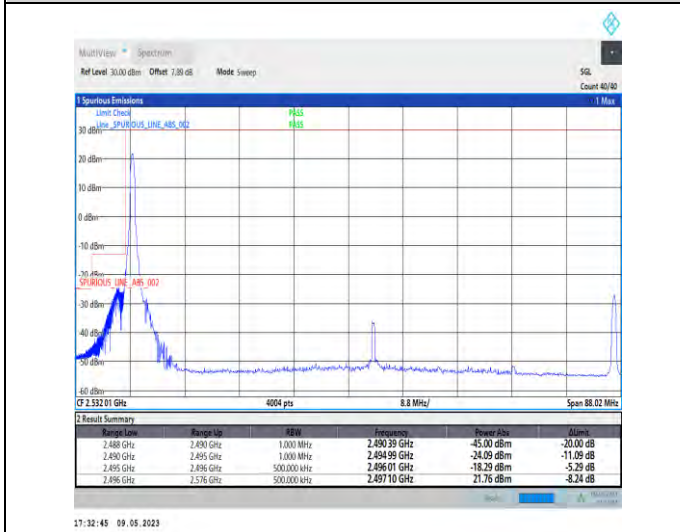 MultiView Spectrum
Ref Level 30.00 dBm Offset 7.89 dB Mode Sweep SGL
Count 40/40
1 Spurious Emissions 1 Max
Limit Check PASS
Line _SPURIOUS_LINE_ABS_002 PASS
30 dBm
20 dBm
10 dBm
0 dBm
-10 dBm
-20 dBm
_SPURIOUS_LINE_ABS_002
-30 dBm
-40 dBm
-50 dBm
-60 dBm
CF 2.532 01 GHz 4004 pts 8.8 MHz/ Span 88.02 MHz
2 Result Summary
Range Low Range Up RBW Frequency Power Abs ΔLimit
2.488 GHz 2.490 GHz 1.000 MHz 2.490 39 GHz -45.00 dBm -20.00 dB
2.490 GHz 2.495 GHz 1.000 MHz 2.494 99 GHz -24.09 dBm -11.09 dB
2.495 GHz 2.496 GHz 500.000 kHz 2.496 01 GHz -18.29 dBm -5.29 dB
2.496 GHz 2.576 GHz 500.000 kHz 2.497 10 GHz 21.76 dBm -8.24 dB
17:32:45 09.05.2023